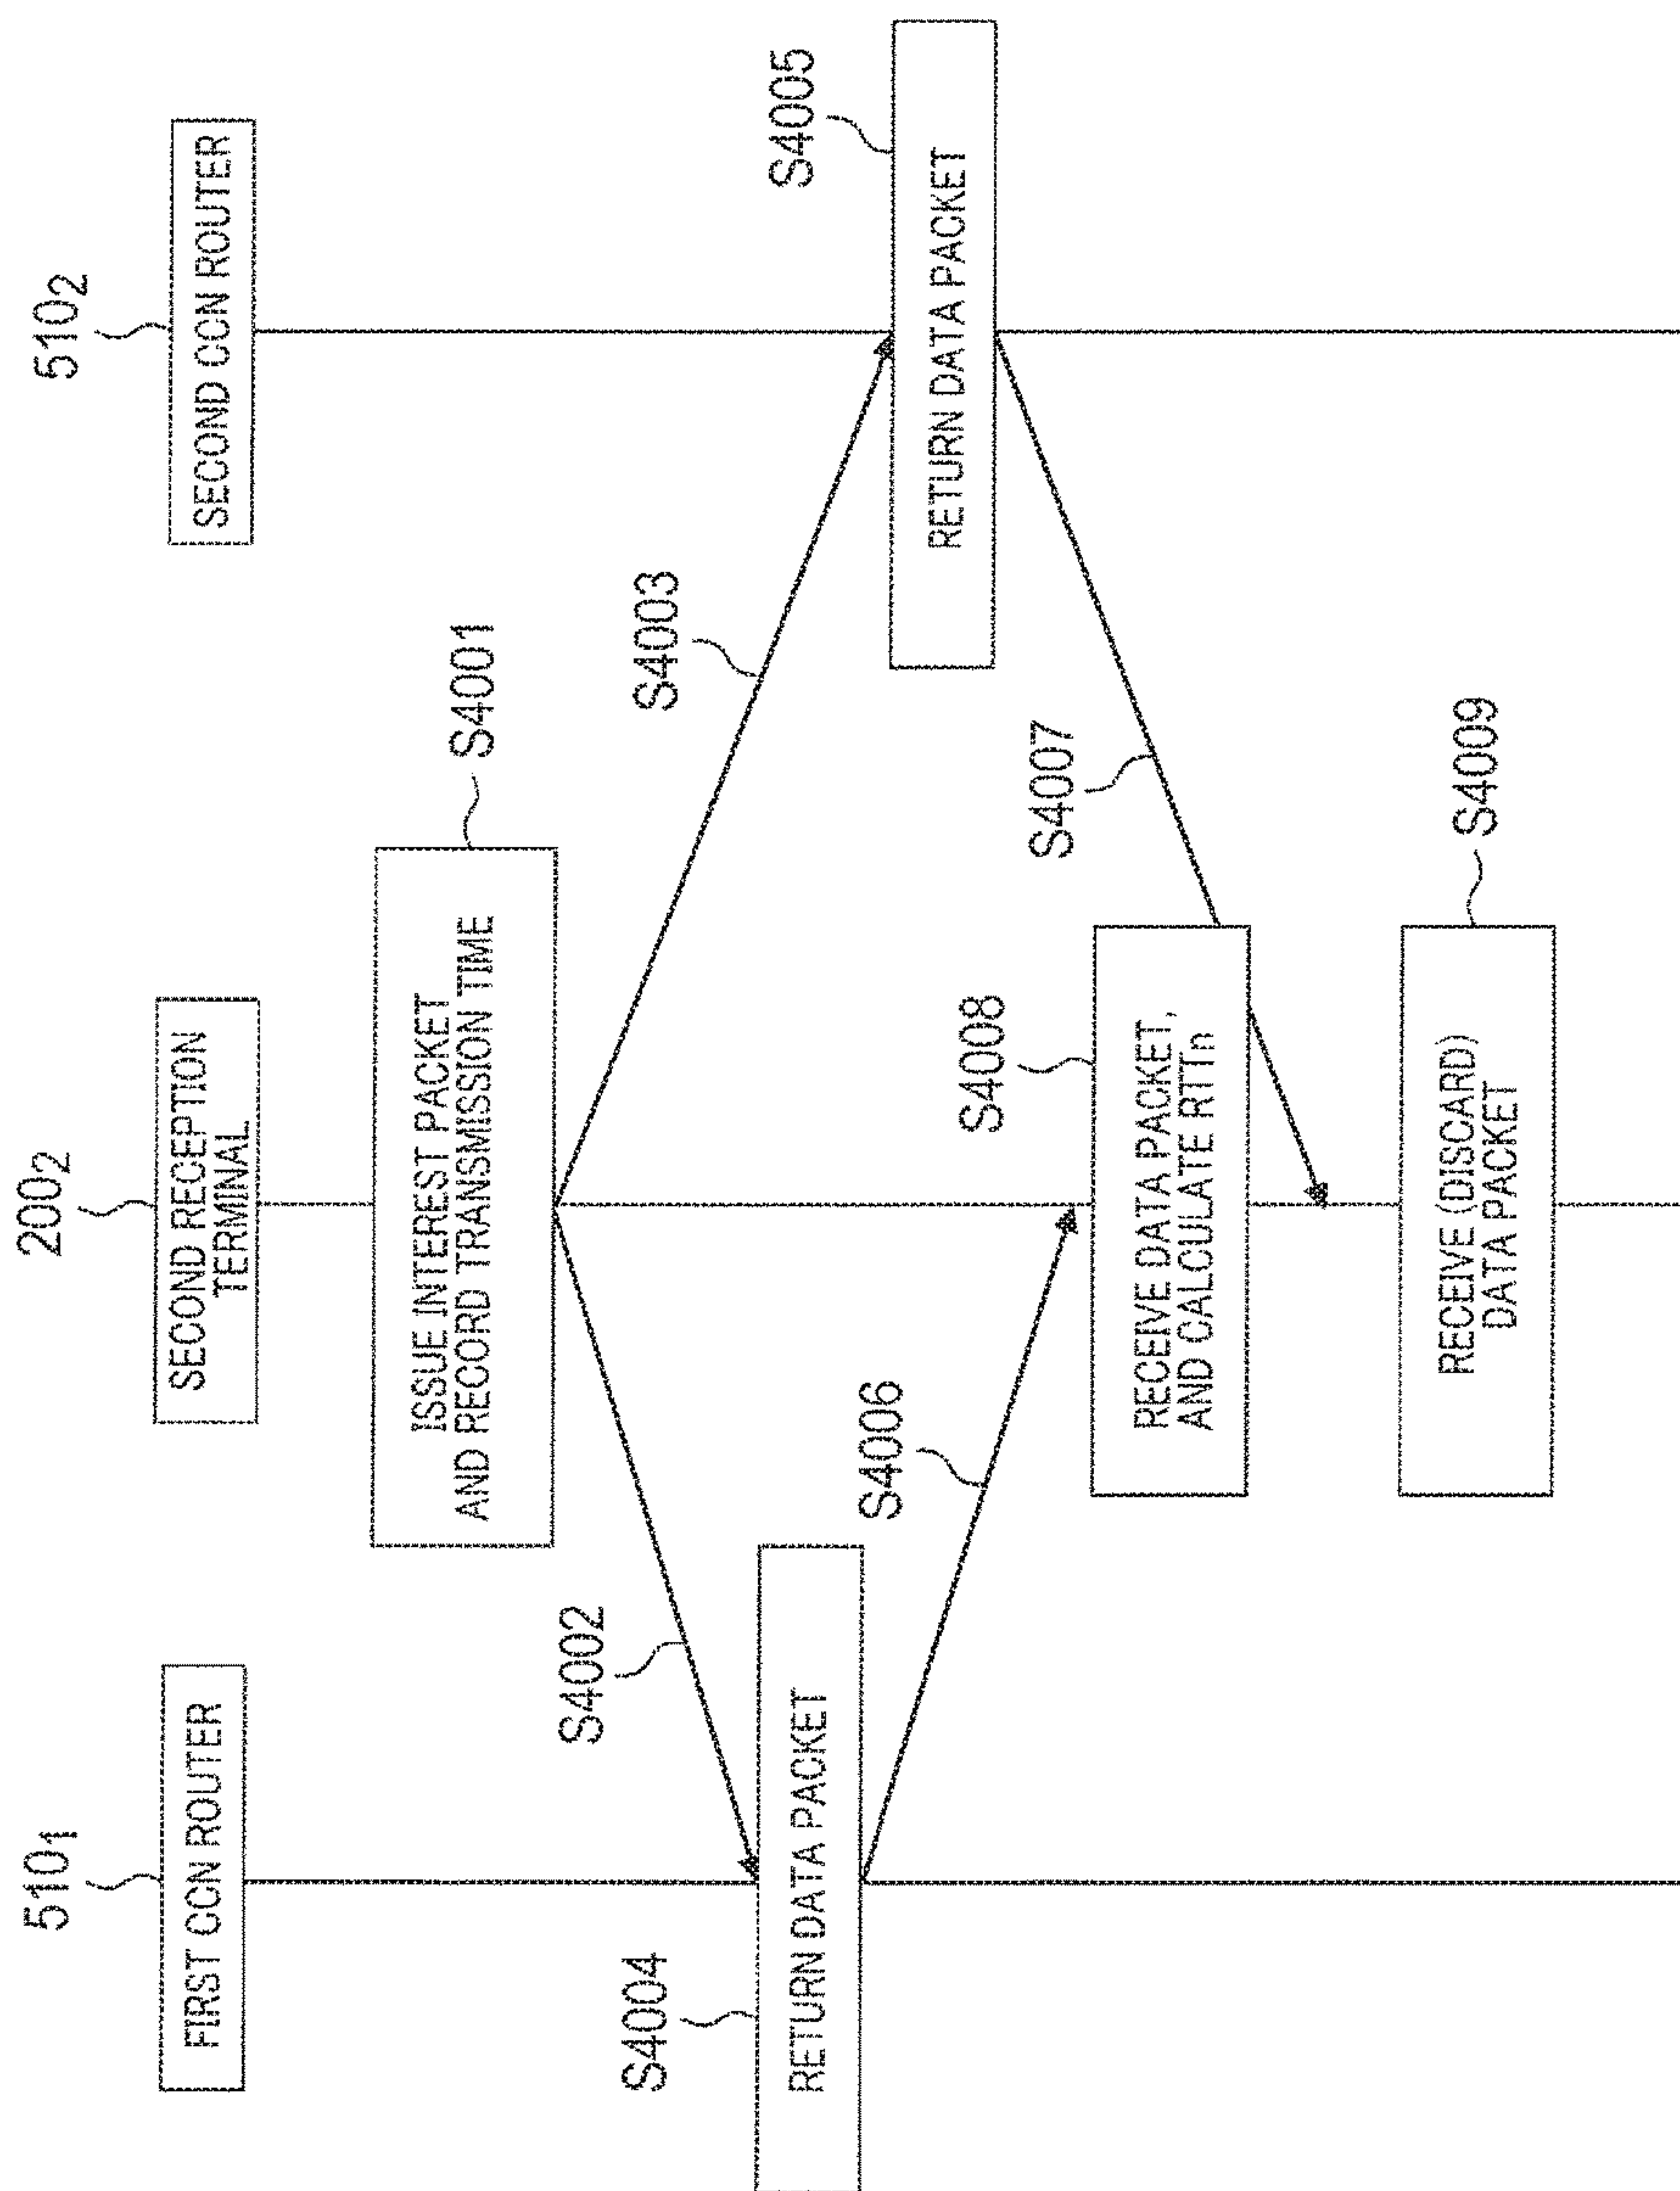 510₁
200₂
510₂
FIRST CCN ROUTER
SECOND RECEPTION
TERMINAL
SECOND CCN ROUTER
ISSUE INTEREST PACKET
AND RECORD TRANSMISSION TIME
S4001
S4002
S4003
S4004
RETURN DATA PACKET
S4005
RETURN DATA PACKET
S4006
S4007
S4008
RECEIVE DATA PACKET,
AND CALCULATE RTTn
RECEIVE (DISCARD)
DATA PACKET
S4009